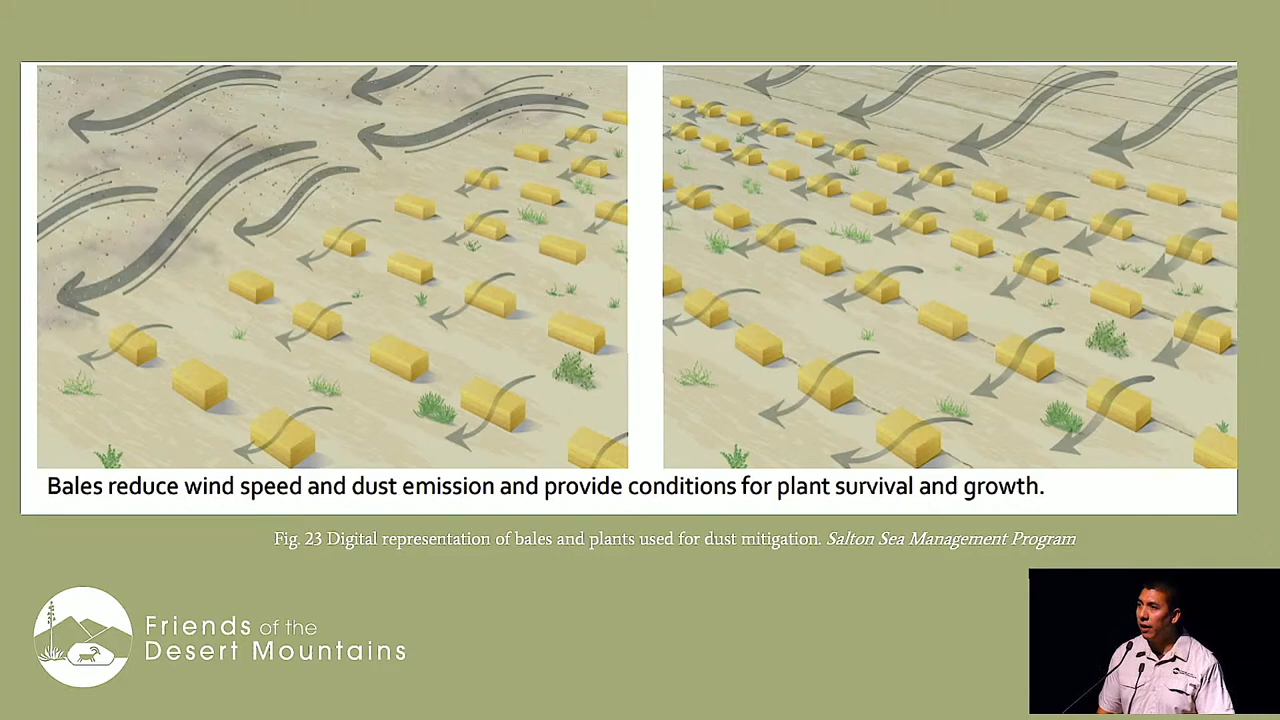 Bales reduce wind speed and dust emission and provide conditions for plant survival and growth.
Fig. 23 Digital representation of bales and plants used for dust mitigation. Salton Sea Management Program
Friends of the
Desert Mountains